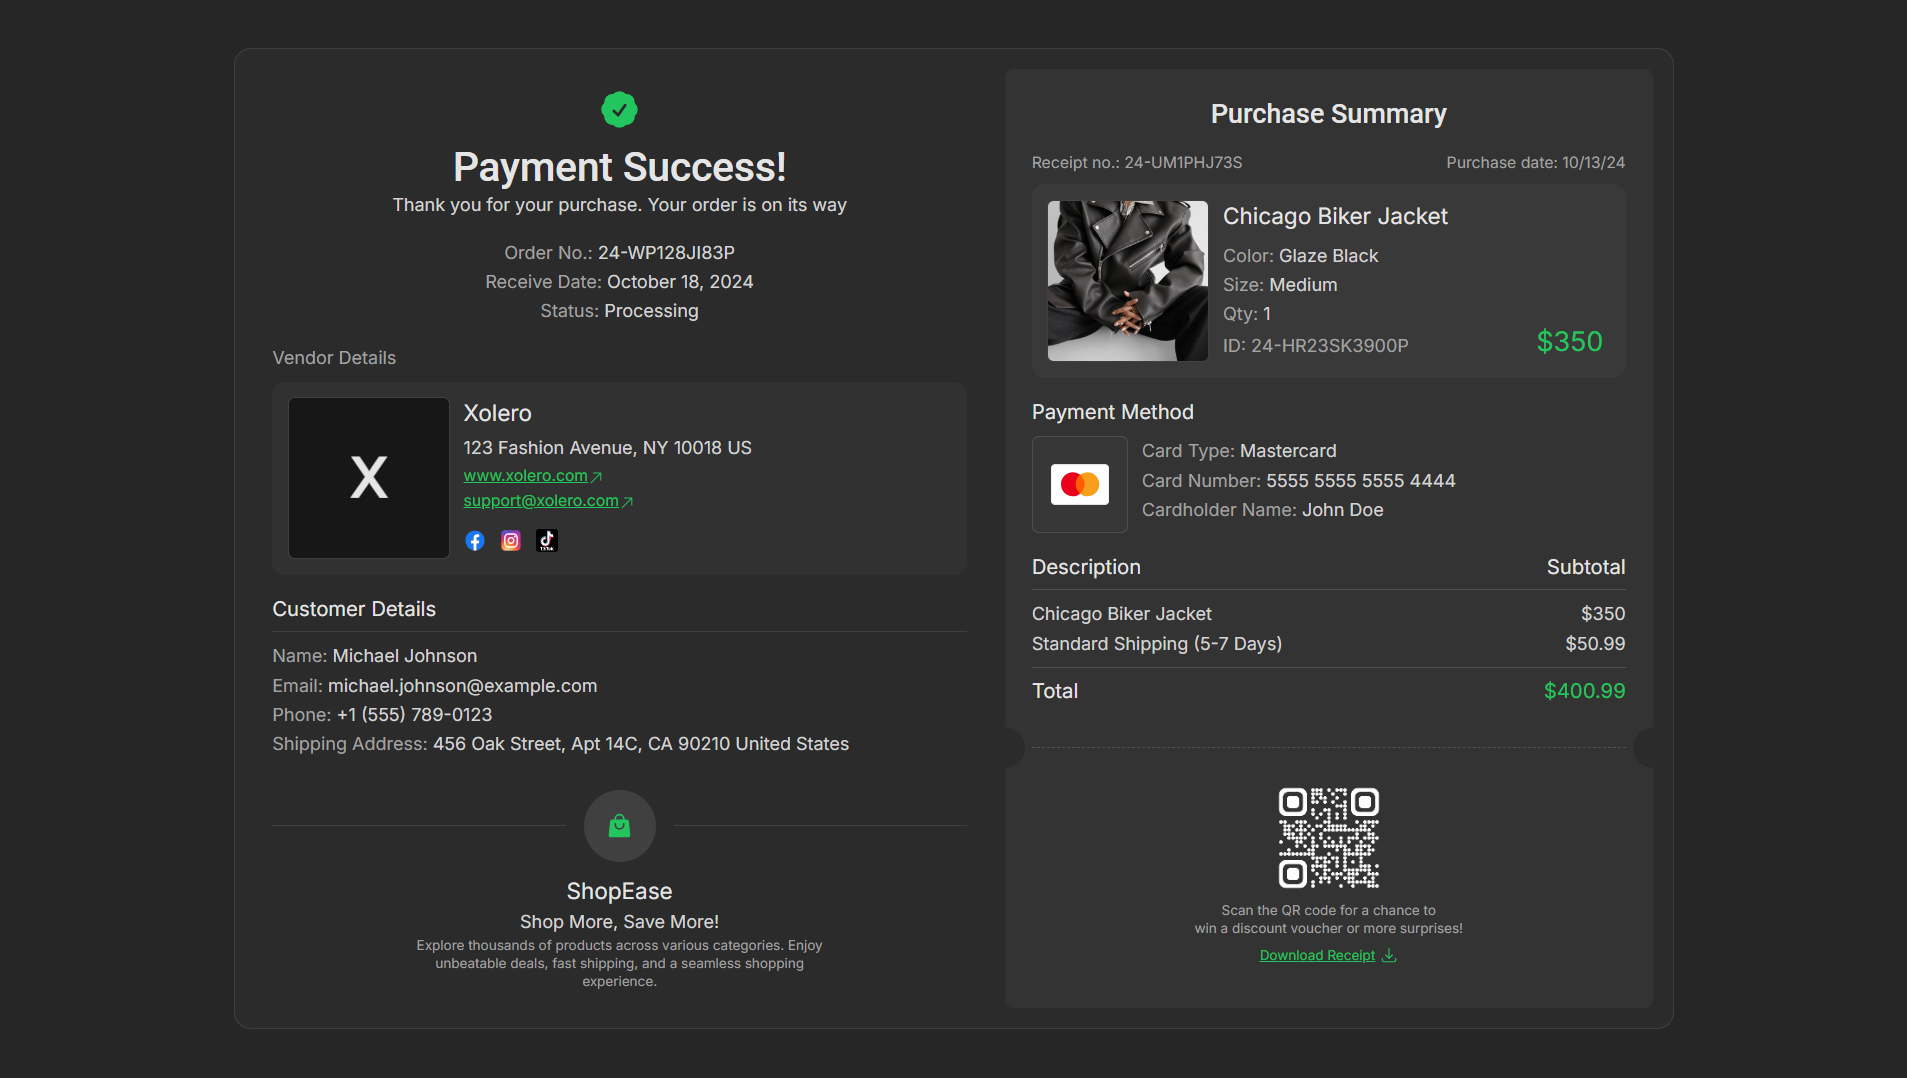 Payment Success!
Thank you for your purchase. Your order is on its way
Order No.: 24-WP128JI83P
Receive Date: October 18, 2024
Status: Processing
Vendor Details
X
Xolero
123 Fashion Avenue, NY 10018 US
www.xolero.com
support@xolero.com
Customer Details
Name: Michael Johnson
Email: michael.johnson@example.com
Phone: +1 (555) 789-0123
Shipping Address: 456 Oak Street, Apt 14C, CA 90210 United States
ShopEase
Shop More, Save More!
Explore thousands of products across various categories. Enjoy
unbeatable deals, fast shipping, and a seamless shopping
experience.
Purchase Summary
Receipt no.: 24-UM1PHJ73S
Purchase date: 10/13/24
Chicago Biker Jacket
Color: Glaze Black
Size: Medium
Qty: 1
ID: 24-HR23SK3900P
$350
Payment Method
Card Type: Mastercard
Card Number: 5555 5555 5555 4444
Cardholder Name: John Doe
Description Subtotal
Chicago Biker Jacket $350
Standard Shipping (5-7 Days) $50.99
Total $400.99
Scan the QR code for a chance to
win a discount voucher or more surprises!
Download Receipt